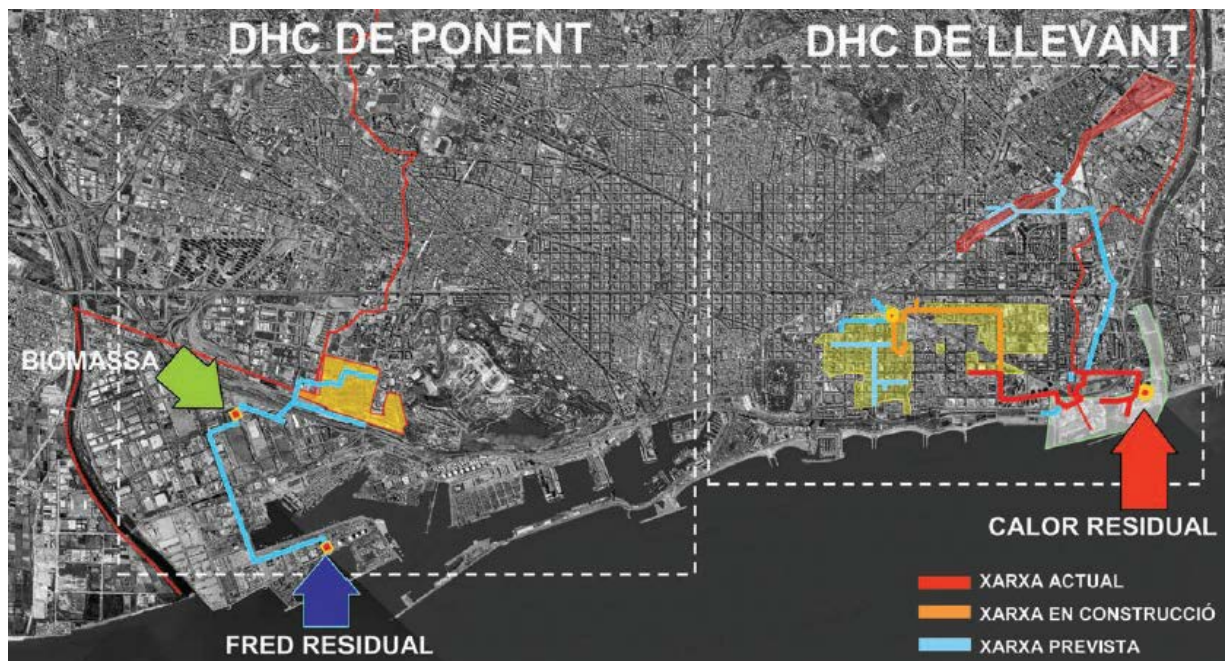 DHC DE PONENT
DHC DE LLEVANT
BIOMASSA
CALOR RESIDUAL
FRED RESIDUAL
XARXA ACTUAL
XARXA EN CONSTRUCCIÓ
XARXA PREVISTA